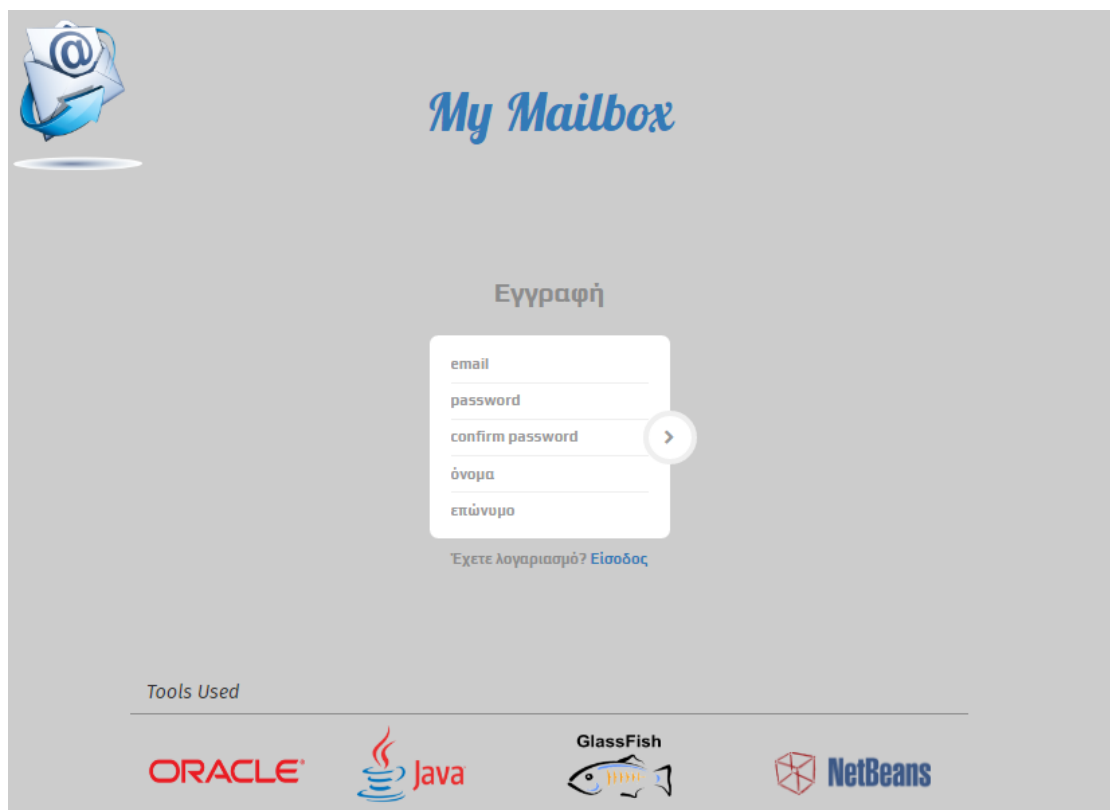 My Mailbox
Εγγραφή
email
password
confirm password
όνομα
επώνυμο
Έχετε λογαριασμό? Είσοδος
Tools Used
ORACLE
Java
GlassFish
NetBeans